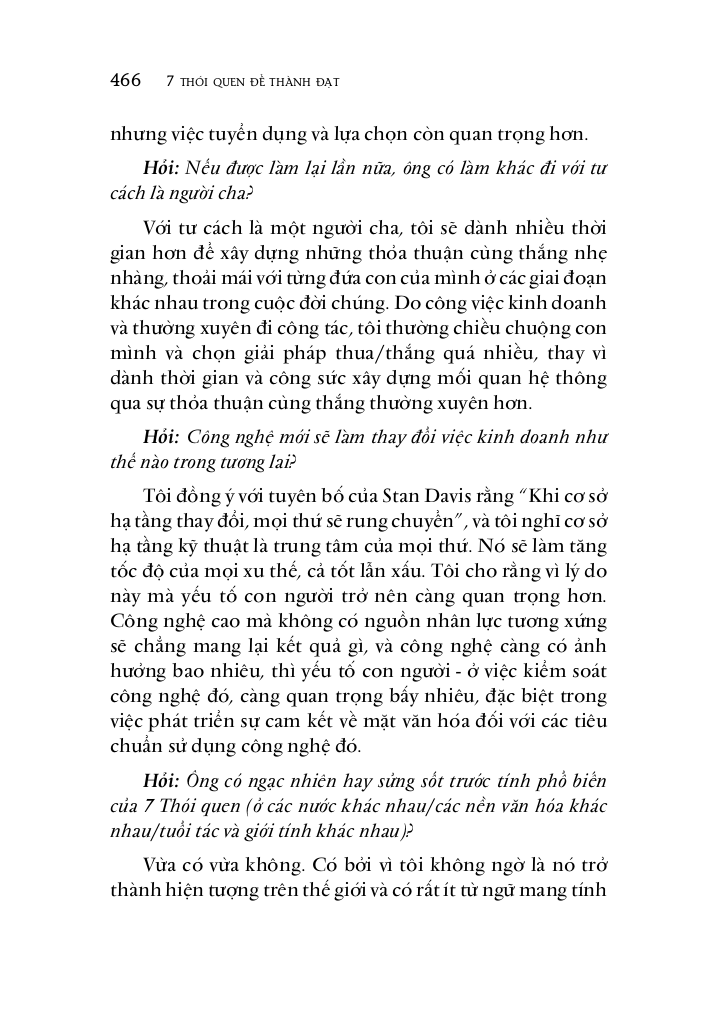 466 7 THÓI QUEN ĐỂ THÀNH ĐẠT
nhưng việc tuyển dụng và lựa chọn còn quan trọng hơn.
Hỏi: Nếu được làm lại lần nữa, ông có làm khác đi với tư
cách là người cha?
Với tư cách là một người cha, tôi sẽ dành nhiều thời
gian hơn để xây dựng những thỏa thuận cùng thắng nhẹ
nhàng, thoải mái với từng đứa con của mình ở các giai đoạn
khác nhau trong cuộc đời chúng. Do công việc kinh doanh
và thường xuyên đi công tác, tôi thường chiều chuộng con
mình và chọn giải pháp thua/thắng quá nhiều, thay vì
dành thời gian và công sức xây dựng mối quan hệ thông
qua sự thỏa thuận cùng thắng thường xuyên hơn.
Hỏi: Công nghệ mới sẽ làm thay đổi việc kinh doanh như
thế nào trong tương lai?
Tôi đồng ý với tuyên bố của Stan Davis rằng “Khi cơ sở
hạ tầng thay đổi, mọi thứ sẽ rung chuyển”, và tôi nghĩ cơ sở
hạ tầng kỹ thuật là trung tâm của mọi thứ. Nó sẽ làm tăng
tốc độ của mọi xu thế, cả tốt lẫn xấu. Tôi cho rằng vì lý do
này mà yếu tố con người trở nên càng quan trọng hơn.
Công nghệ cao mà không có nguồn nhân lực tương xứng
sẽ chẳng mang lại kết quả gì, và công nghệ càng có ảnh
hưởng bao nhiêu, thì yếu tố con người - ở việc kiểm soát
công nghệ đó, càng quan trọng bấy nhiêu, đặc biệt trong
việc phát triển sự cam kết về mặt văn hóa đối với các tiêu
chuẩn sử dụng công nghệ đó.
Hỏi: Ông có ngạc nhiên hay sửng sốt trước tính phổ biến
của 7 Thói quen (ở các nước khác nhau/các nền văn hóa khác
nhau/tuổi tác và giới tính khác nhau)?
Vừa có vừa không. Có bởi vì tôi không ngờ là nó trở
thành hiện tượng trên thế giới và có rất ít từ ngữ mang tính